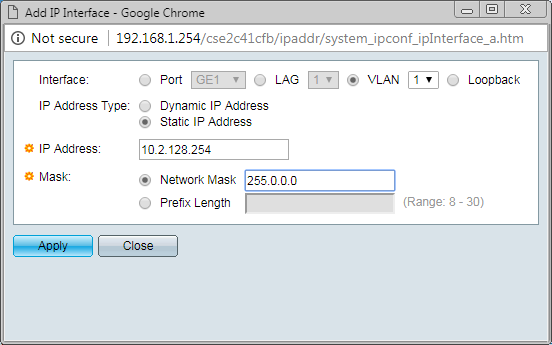 Add IP Interface - Google Chrome
Not secure 192.168.1.254/cse2c41cfb/ipaddr/system_ipconf_ipInterface_a.htm
Interface: Port GE1 LAG 1 VLAN 1 Loopback
IP Address Type: Dynamic IP Address
Static IP Address
IP Address: 10.2.128.254
Mask: Network Mask 255.0.0.0
Prefix Length (Range: 8 - 30)
Apply Close